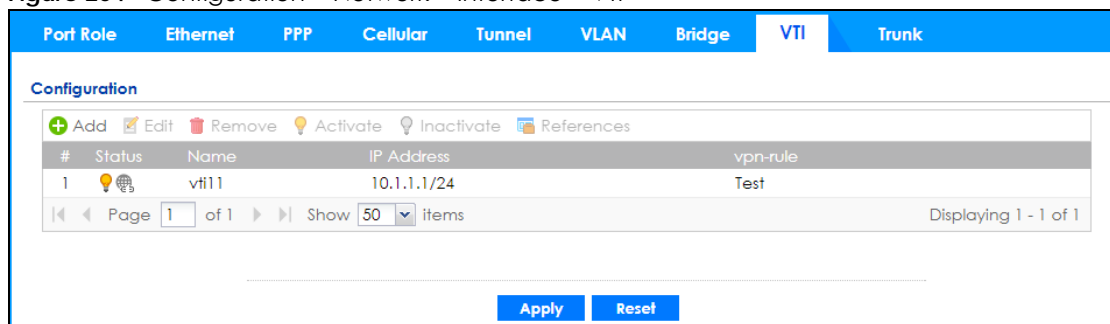 Port Role Ethernet PPP Cellular Tunnel VLAN Bridge VTI Trunk
Configuration
Add Edit Remove Activate Inactivate References
# Status Name IP Address vpn-rule
1 vti11 10.1.1.1/24 Test
Page 1 of 1 Show 50 items Displaying 1 - 1 of 1
Apply Reset